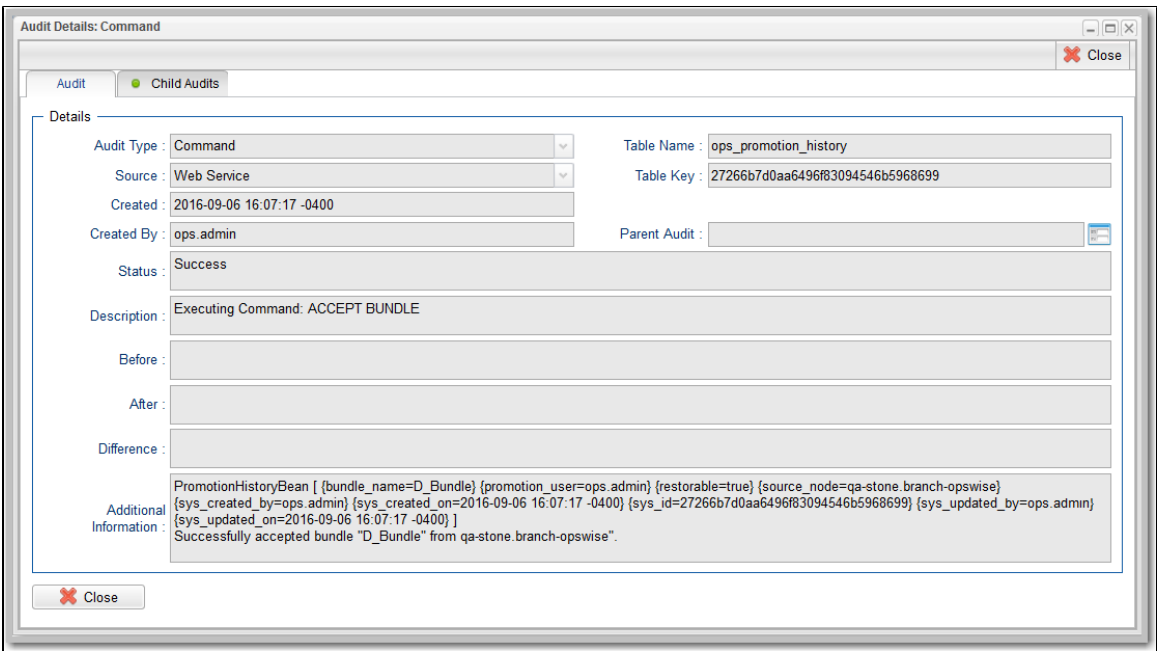 Audit Details: Command
Close
Audit
Child Audits
Details
Audit Type : Command
Table Name : ops_promotion_history
Source : Web Service
Table Key : 27266b7d0aa6496f83094546b5968699
Created : 2016-09-06 16:07:17 -0400
Created By : ops.admin
Parent Audit :
Status : Success
Description : Executing Command: ACCEPT BUNDLE
Before :
After :
Difference :
Additional Information :
PromotionHistoryBean [ {bundle_name=D_Bundle} {promotion_user=ops.admin} {restorable=true} {source_node=qa-stone.branch-opswise}
{sys_created_by=ops.admin} {sys_created_on=2016-09-06 16:07:17 -0400} {sys_id=27266b7d0aa6496f83094546b5968699} {sys_updated_by=ops.admin}
{sys_updated_on=2016-09-06 16:07:17 -0400} ]
Successfully accepted bundle "D_Bundle" from qa-stone.branch-opswise".
Close